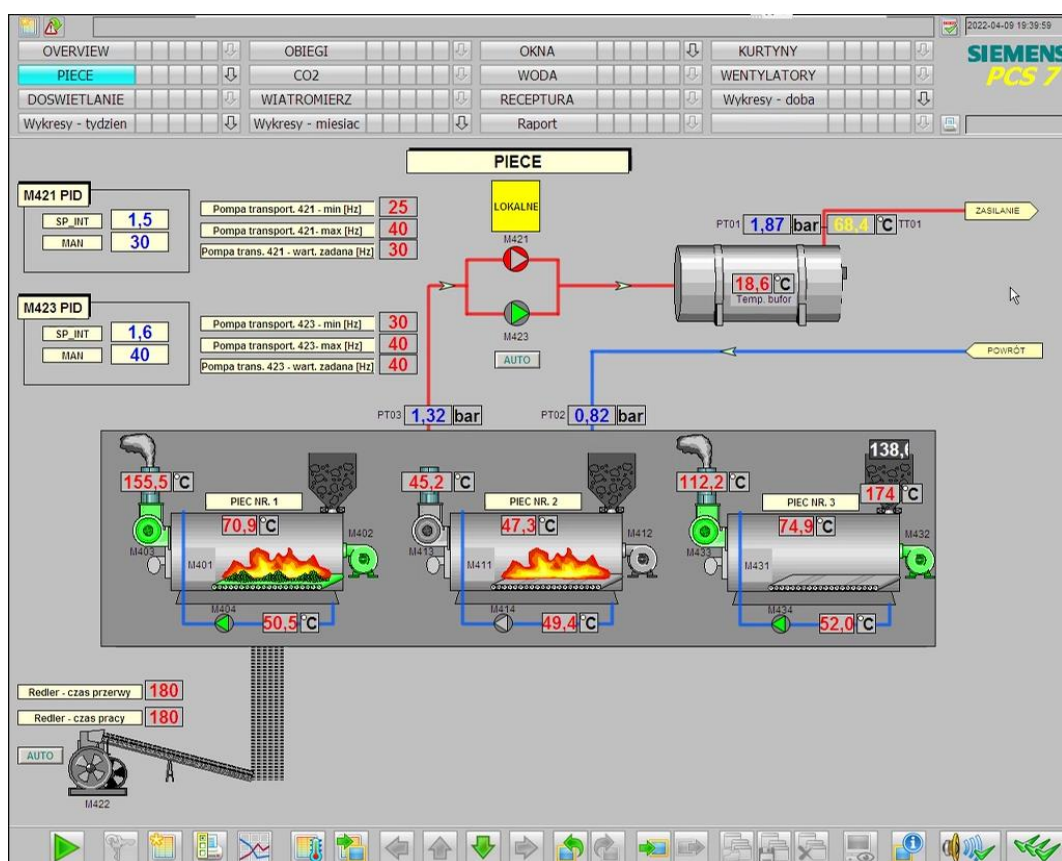 2022-04-09 19:39:59
OVERVIEW OBIEGI OKNA KURTYNY
SIEMENS
PIECE CO2 WODA WENTYLATORY
PCS 7
DOSWIETLANIE WIATROMIERZ RECEPTURA Wykresy - doba
Wykresy - tydzien Wykresy - miesiac Raport
PIECE
M421 PID
SP_INT 1,5
MAN 30
Pompa transport. 421 - min [Hz] 25
Pompa transport. 421- max [Hz] 40
Pompa trans. 421 - wart. zadana [Hz] 30
LOKALNE
M421
PT01 1,87 bar 68,4 °C TT01
ZASILANIE
18,6 °C
Temp. bufor
M423 PID
SP_INT 1,6
MAN 40
Pompa transport. 423 - min [Hz] 30
Pompa transport. 423- max [Hz] 40
Pompa trans. 423 - wart. zadana [Hz] 40
M423
AUTO
POWRÓT
PT03 1,32 bar
PT02 0,82 bar
155,5 °C
PIEC NR. 1
70,9 °C
M403
M402
M401
M404
50,5 °C
45,2 °C
PIEC NR. 2
47,3 °C
M413
M412
M411
M414
49,4 °C
138,
112,2 °C
174 °C
PIEC NR. 3
74,9 °C
M433
M432
M431
M434
52,0 °C
Redler - czas przerwy 180
Redler - czas pracy 180
AUTO
M422